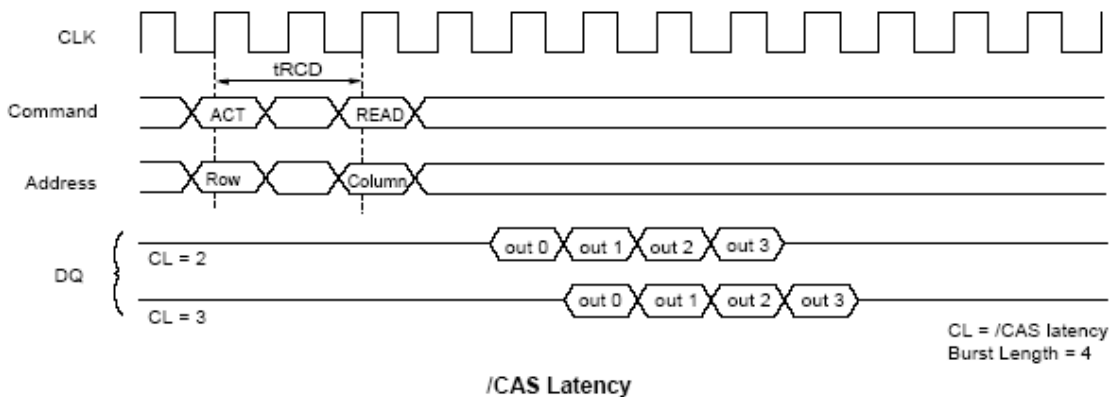 CLK
tRCD
Command ACT READ
Address Row Column
out 0 out 1 out 2 out 3
CL = 2
DQ
out 0 out 1 out 2 out 3
CL = 3
CL = /CAS latency
Burst Length = 4
/CAS Latency